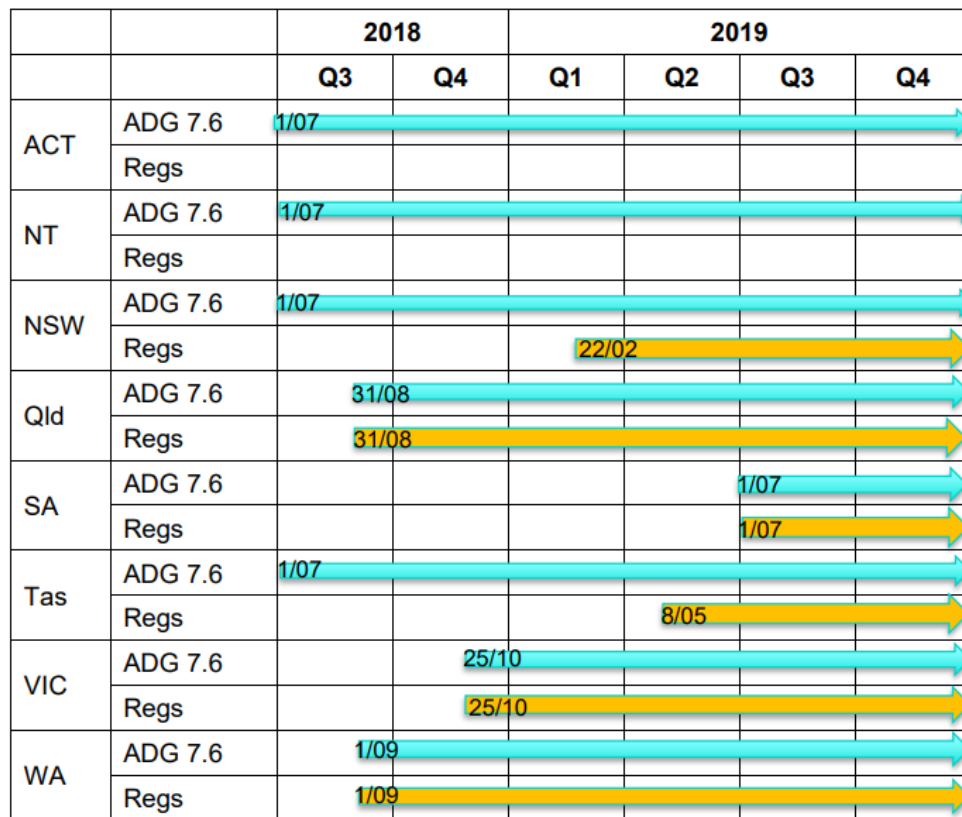 2018 2019
Q3 Q4 Q1 Q2 Q3 Q4
ACT
ADG 7.6 1/07
Regs
NT
ADG 7.6 1/07
Regs
NSW
ADG 7.6 1/07
Regs 22/02
Qld
ADG 7.6 31/08
Regs 31/08
SA
ADG 7.6 1/07
Regs 1/07
Tas
ADG 7.6 1/07
Regs 8/05
VIC
ADG 7.6 25/10
Regs 25/10
WA
ADG 7.6 1/09
Regs 1/09